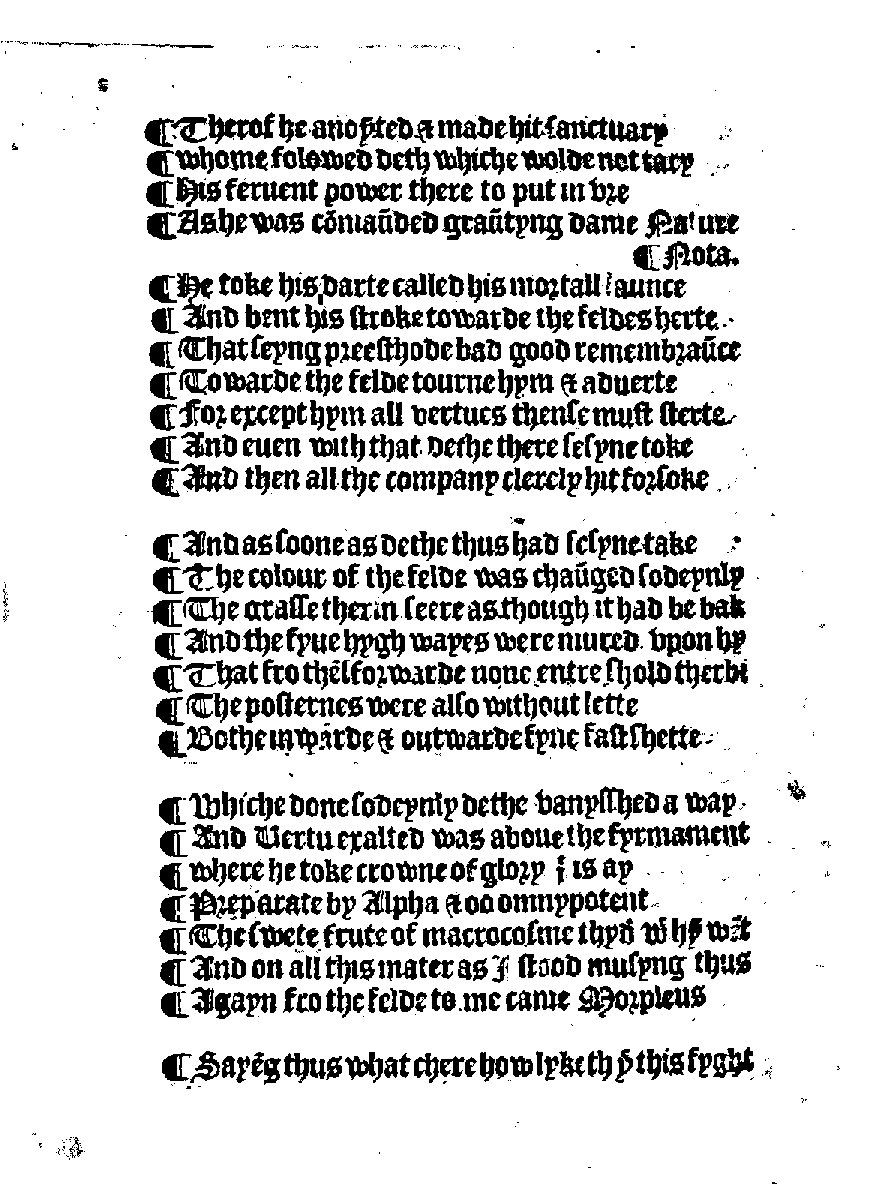 ¶ Therof he anoynted & made hit sanctuary
¶ whome folowed deth whiche wolde not tary
¶ His feruent power there to put in vre
¶ As he was cōmaūded graūtyng dame Nature
¶ Nota.
¶ He toke his darte called his mortall launce
¶ And bent his stroke towarde the feldes herte
¶ That seyng preesthode bad good remembraūce
¶ Towarde the felde tourne hym & aduerte
¶ For except hym all vertues thense must sterte
¶ And euen with that dethe there sesyne toke
¶ And then all the company clerely hit forsoke
¶ And as soone as dethe thus had sesyne take
¶ The colour of the felde was chaūged sodeynly
¶ The grasse therin seere as though it had be bak
¶ And the fyue hygh wayes were mured vpon hy
¶ That fro thēsforwarde none entre shold therbi
¶ The posternes were also without lette
¶ Bothe inwarde & outwarde fyne fast shette
¶ Whiche done sodeynly dethe vanysshed a way
¶ And Vertu exalted was aboue the fyrmament
¶ where he toke crowne of glory is ay
¶ Preparate by Alpha & oo omnypotent
¶ The swete frute of macrocosme
¶ And on all this mater as I stood musyng thus
¶ Agayn fro the felde to me came Morpleus
¶ Sayēg thus what chere how lyketh this syght